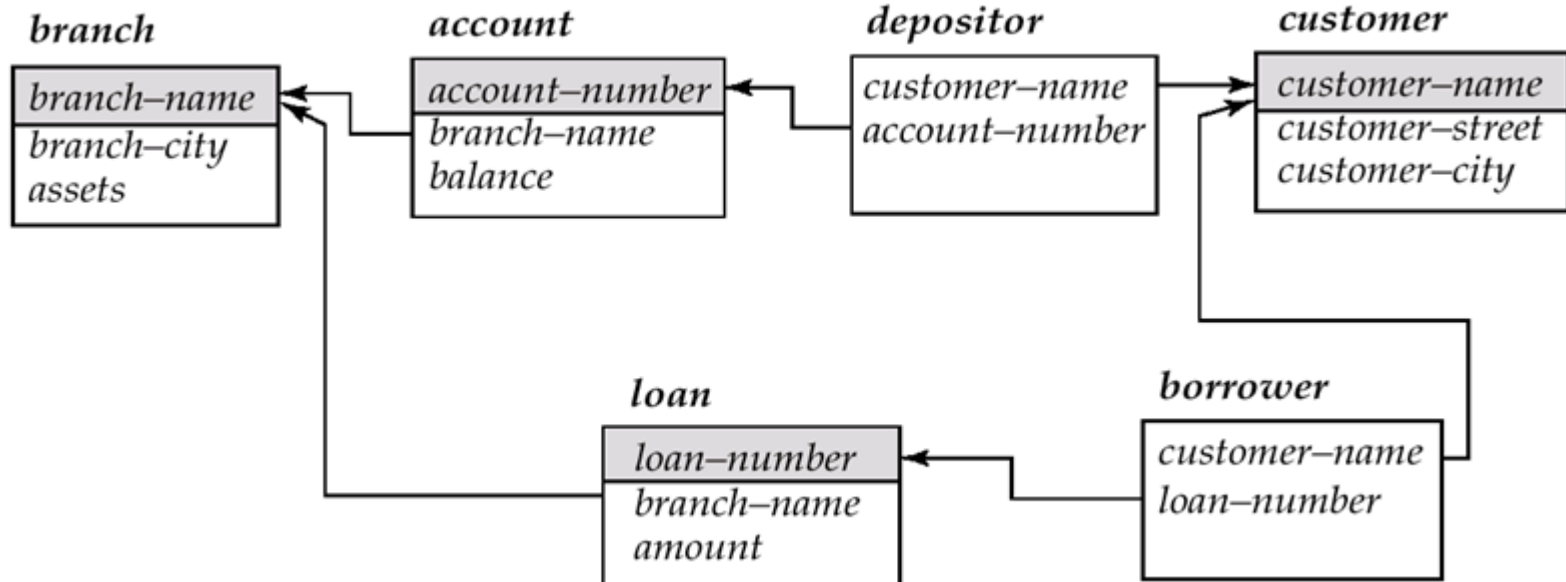 branch
branch–name
branch–city
assets
account
account–number
branch–name
balance
depositor
customer–name
account–number
customer
customer–name
customer–street
customer–city
loan
loan–number
branch–name
amount
borrower
customer–name
loan–number